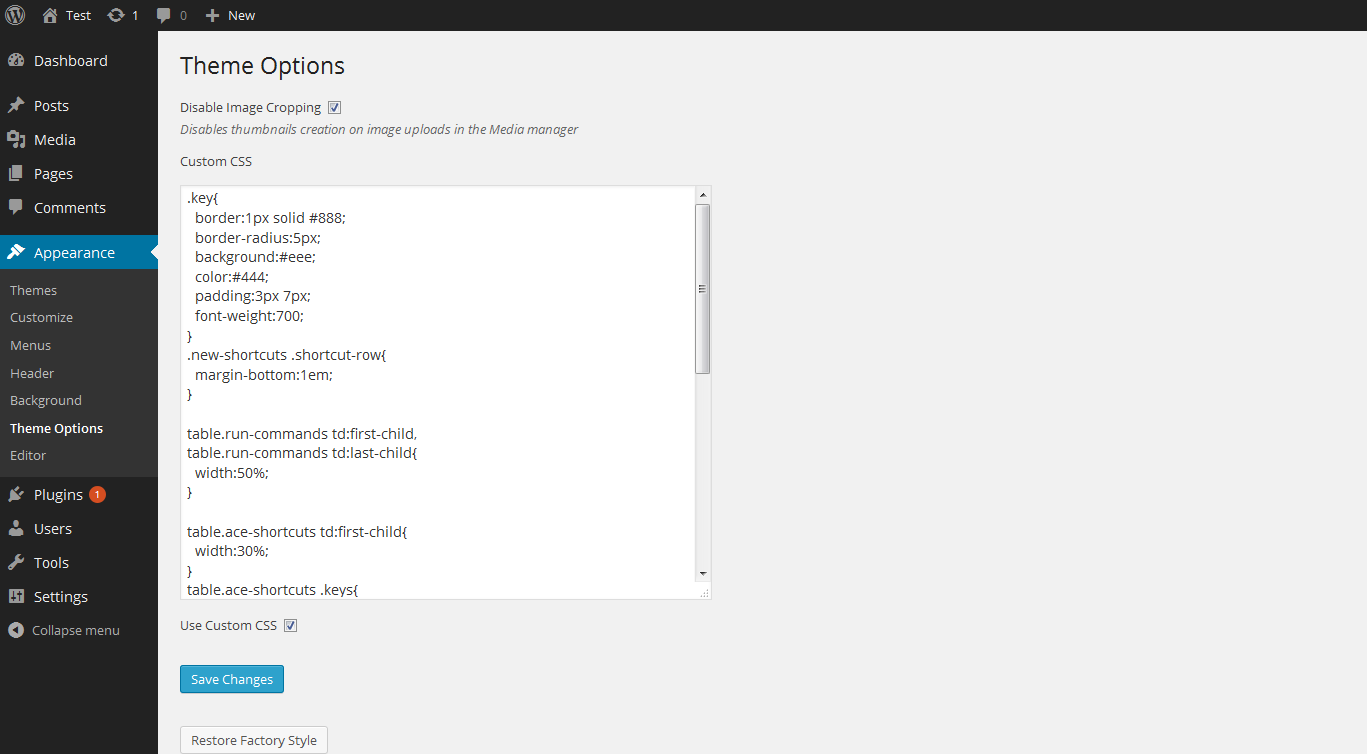 Test 1 0 New
Dashboard
Posts
Media
Pages
Comments
Appearance
Themes
Customize
Menus
Header
Background
Theme Options
Editor
Plugins 1
Users
Tools
Settings
Collapse menu
Theme Options
Disable Image Cropping
Disables thumbnails creation on image uploads in the Media manager
Custom CSS
.key{
  border:1px solid #888;
  border-radius:5px;
  background:#eee;
  color:#444;
  padding:3px 7px;
  font-weight:700;
}
.new-shortcuts .shortcut-row{
  margin-bottom:1em;
}
table.run-commands td:first-child,
table.run-commands td:last-child{
  width:50%;
}
table.ace-shortcuts td:first-child{
  width:30%;
}
table.ace-shortcuts .keys{
Use Custom CSS
Save Changes
Restore Factory Style